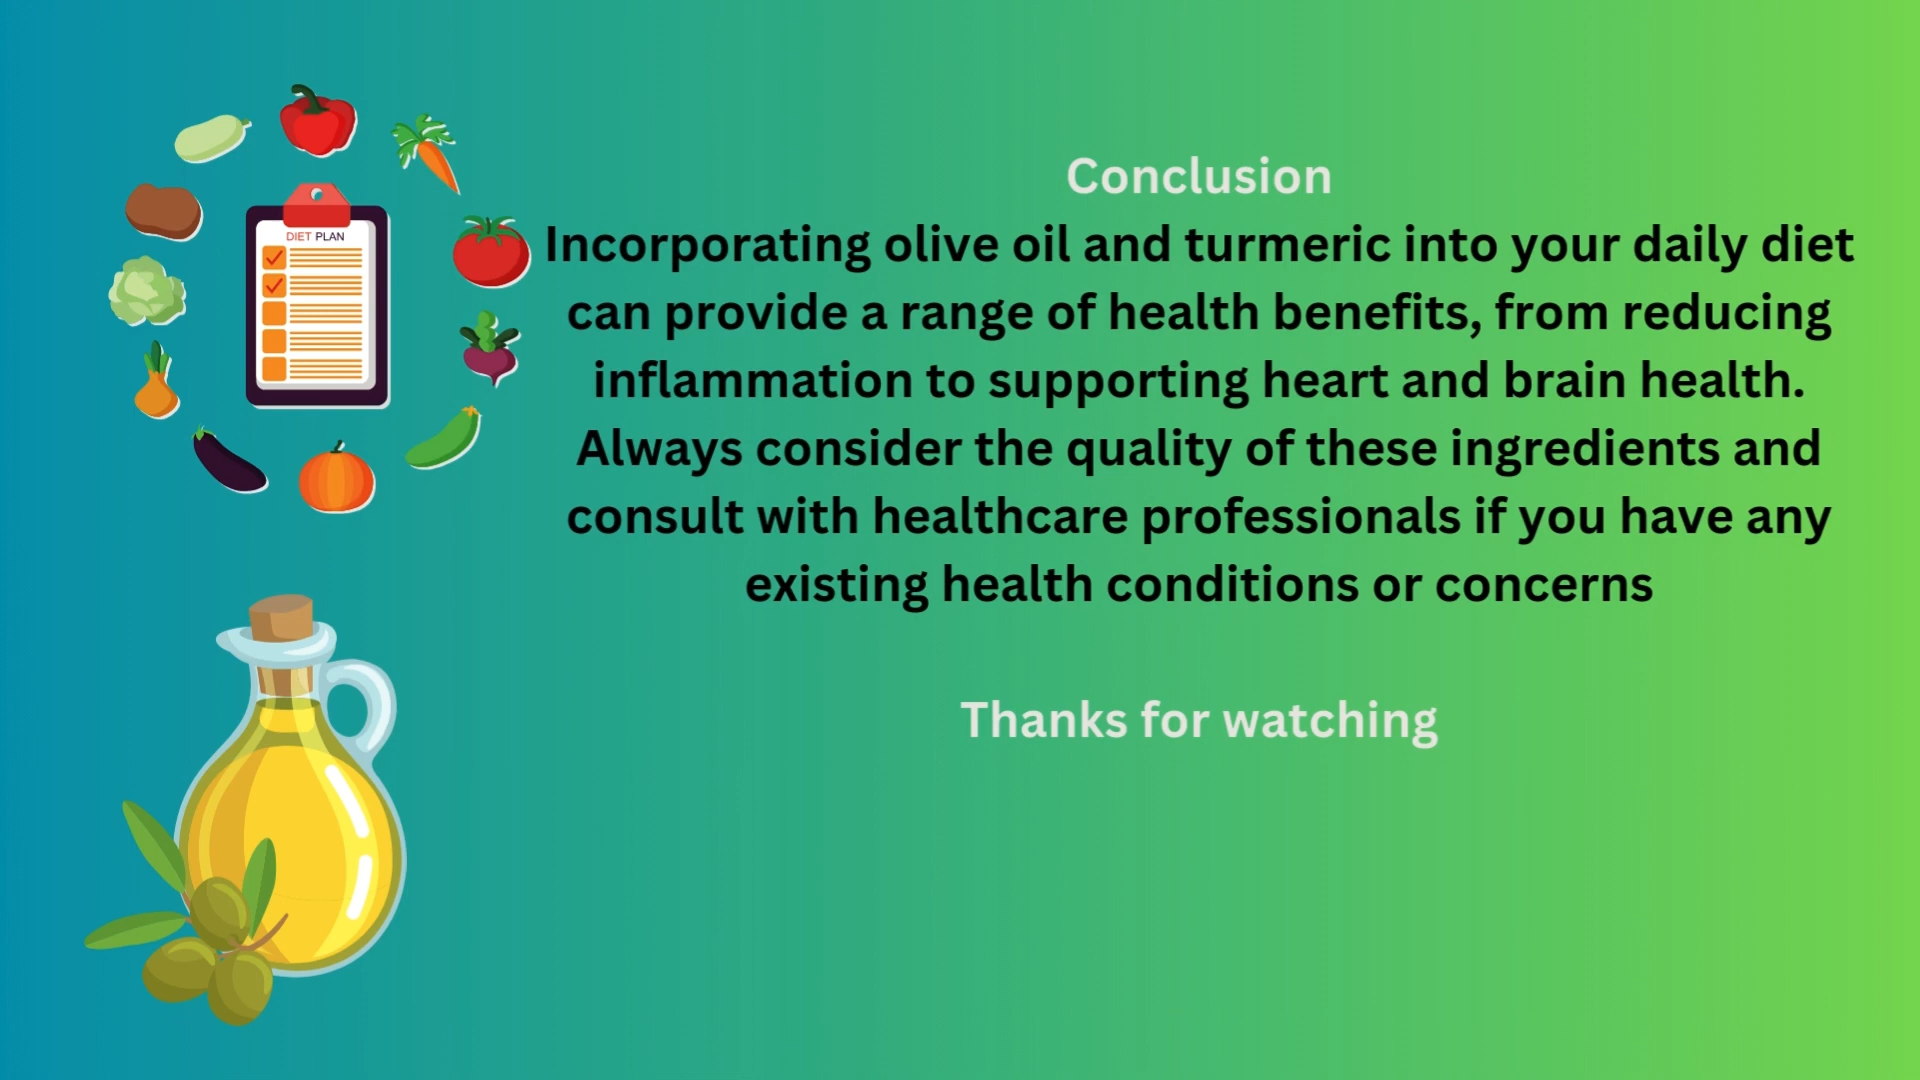 DIET PLAN
Conclusion
Incorporating olive oil and turmeric into your daily diet
can provide a range of health benefits, from reducing
inflammation to supporting heart and brain health.
Always consider the quality of these ingredients and
consult with healthcare professionals if you have any
existing health conditions or concerns
Thanks for watching